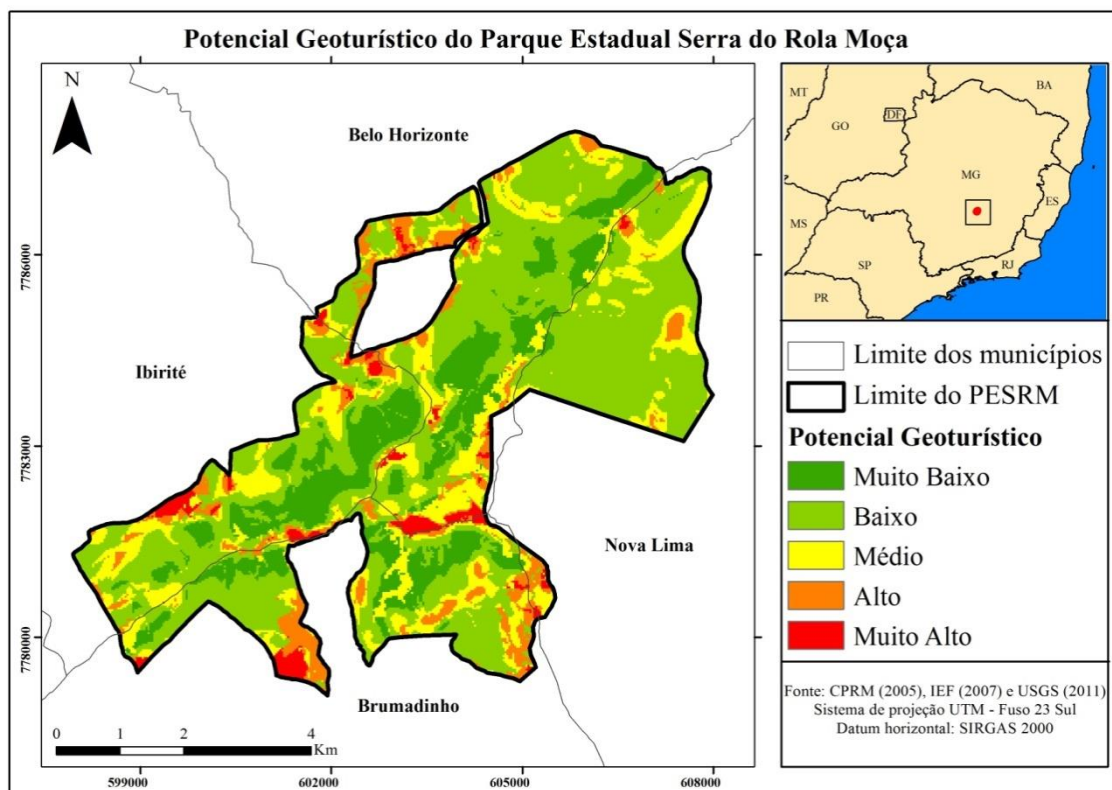 Potencial Geoturístico do Parque Estadual Serra do Rola Moça
N
Belo Horizonte
Ibirité
Nova Lima
Brumadinho
0 1 2 4
Km
7786000
7783000
7780000
599000 602000 605000 608000
MT
BA
GO
DF
MG
ES
MS
SP
RJ
PR
Limite dos municípios
Limite do PESRM
Potencial Geoturístico
Muito Baixo
Baixo
Médio
Alto
Muito Alto
Fonte: CPRM (2005), IEF (2007) e USGS (2011)
Sistema de projeção UTM - Fuso 23 Sul
Datum horizontal: SIRGAS 2000